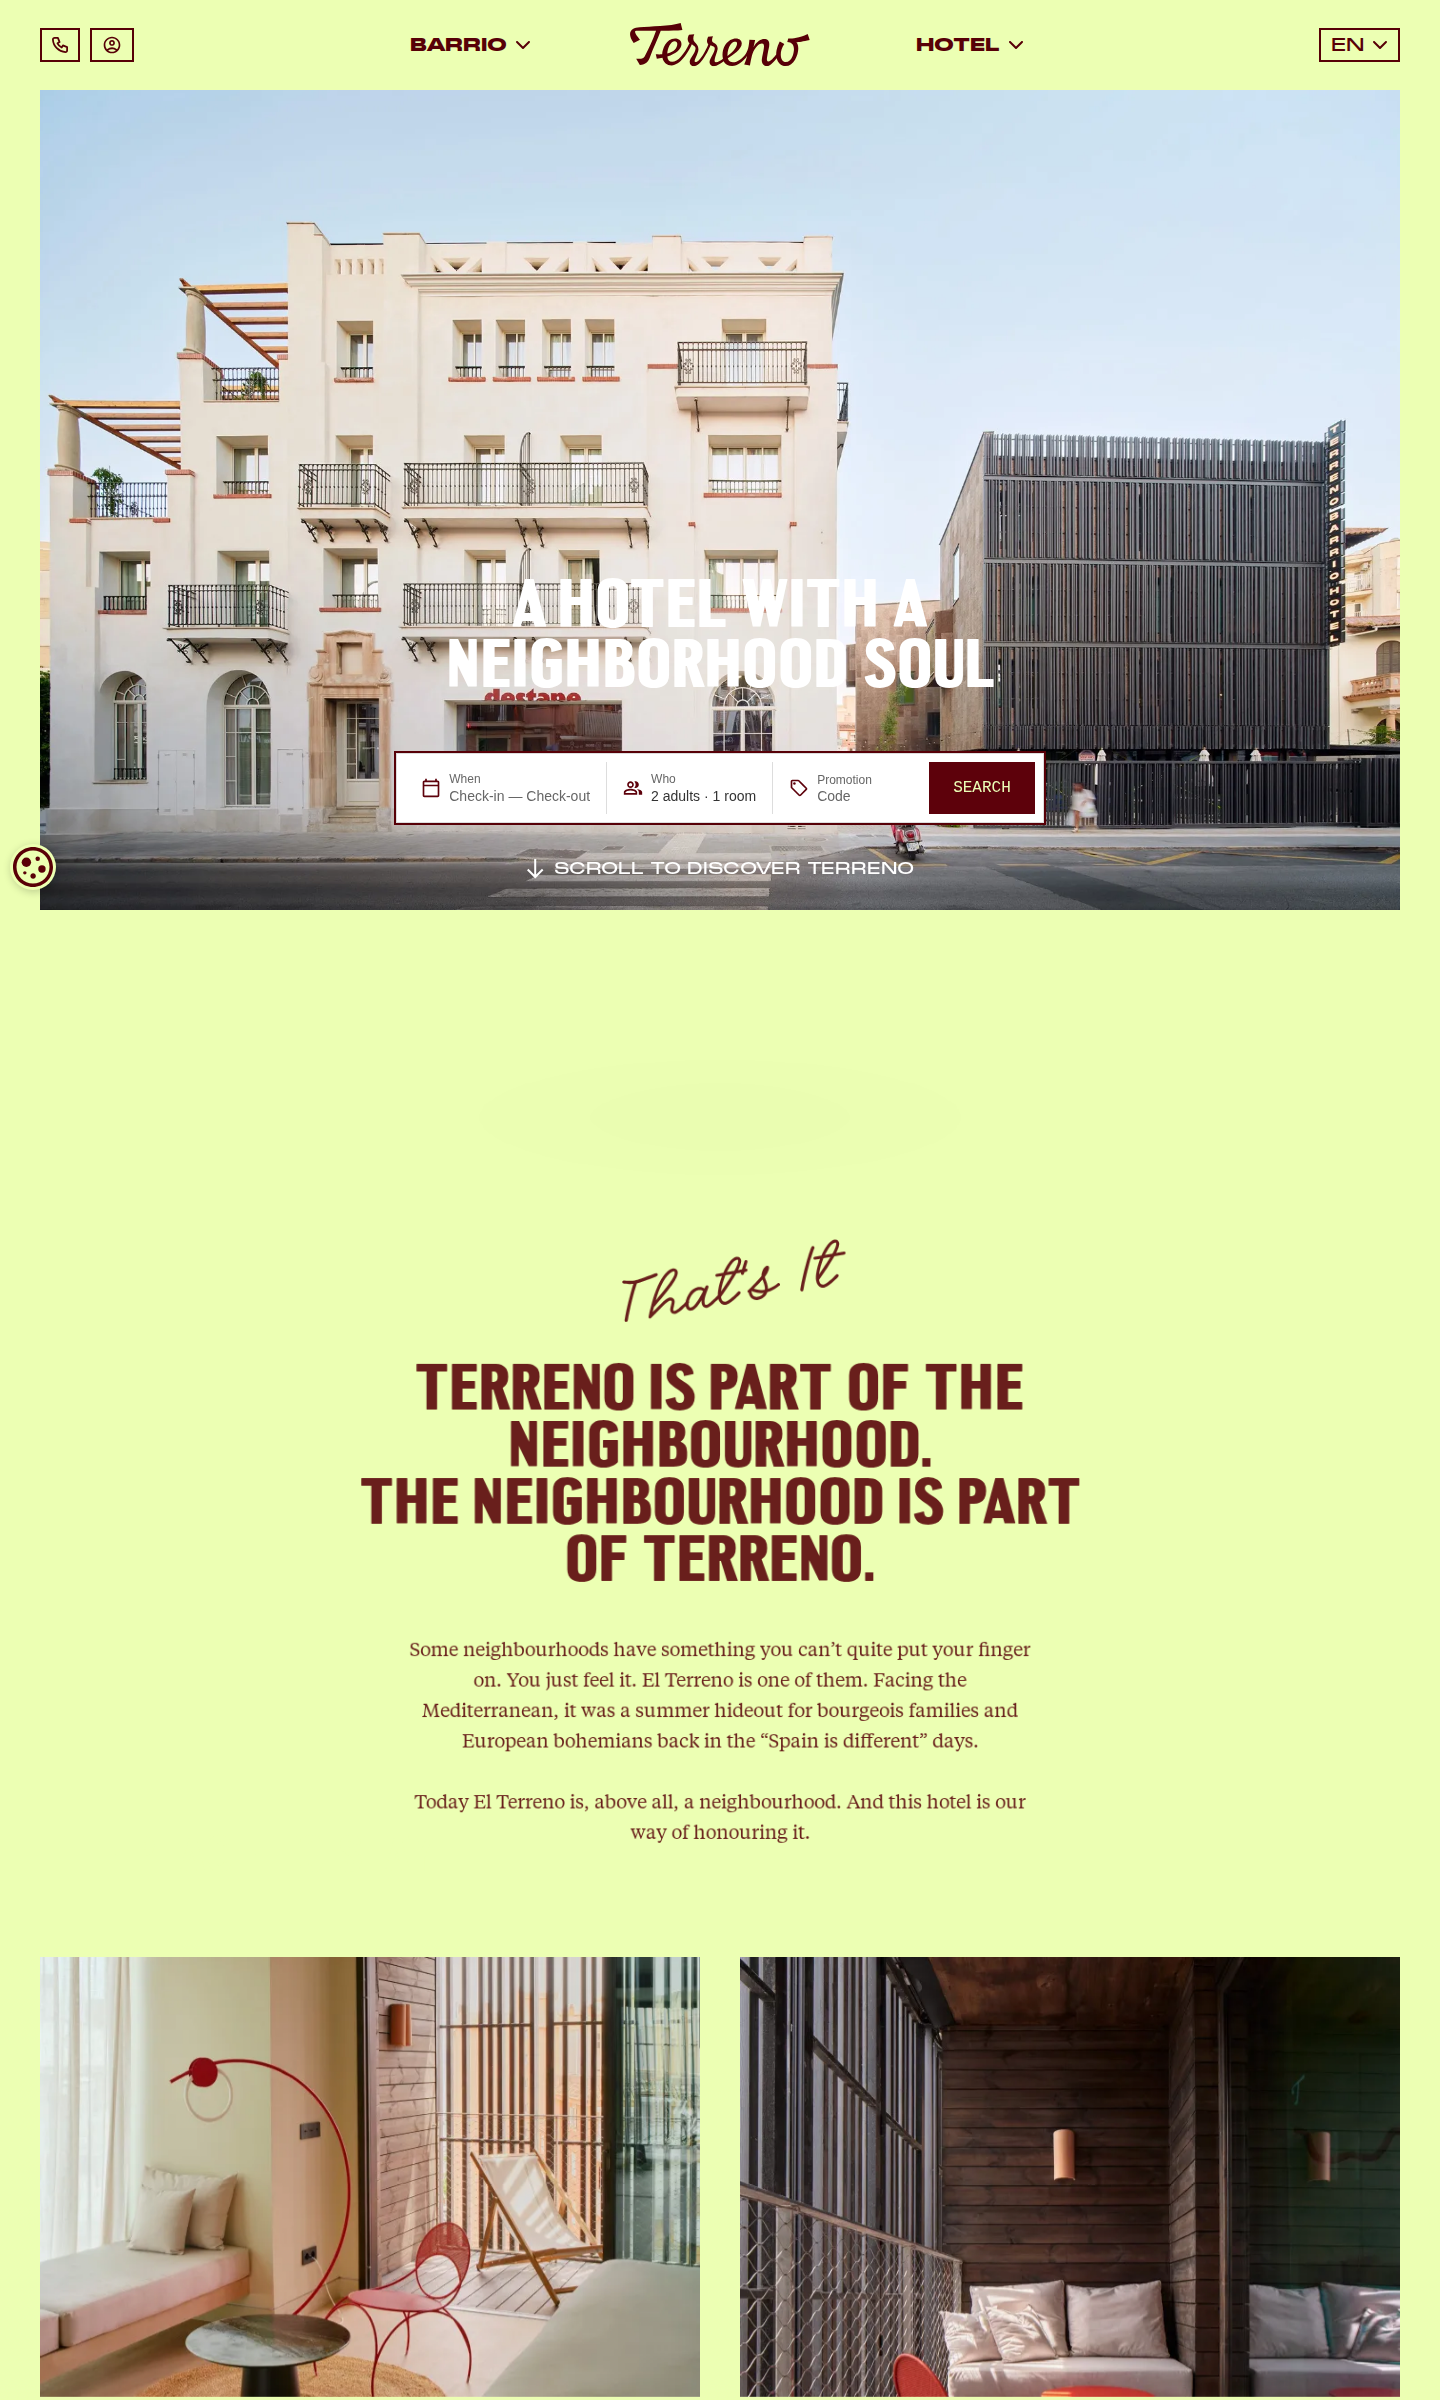 BARRIO
Terreno
HOTEL
EN
TERRENO BARRIO HOTEL
A HOTEL WITH A
NEIGHBORHOOD SOUL
destape
When
Check-in — Check-out
Who
2 adults · 1 room
Promotion
Code
SEARCH
SCROLL TO DISCOVER TERRENO
That's It
TERRENO IS PART OF THE
NEIGHBOURHOOD.
THE NEIGHBOURHOOD IS PART
OF TERRENO.
Some neighbourhoods have something you can’t quite put your finger
on. You just feel it. El Terreno is one of them. Facing the
Mediterranean, it was a summer hideout for bourgeois families and
European bohemians back in the “Spain is different” days.
Today El Terreno is, above all, a neighbourhood. And this hotel is our
way of honouring it.